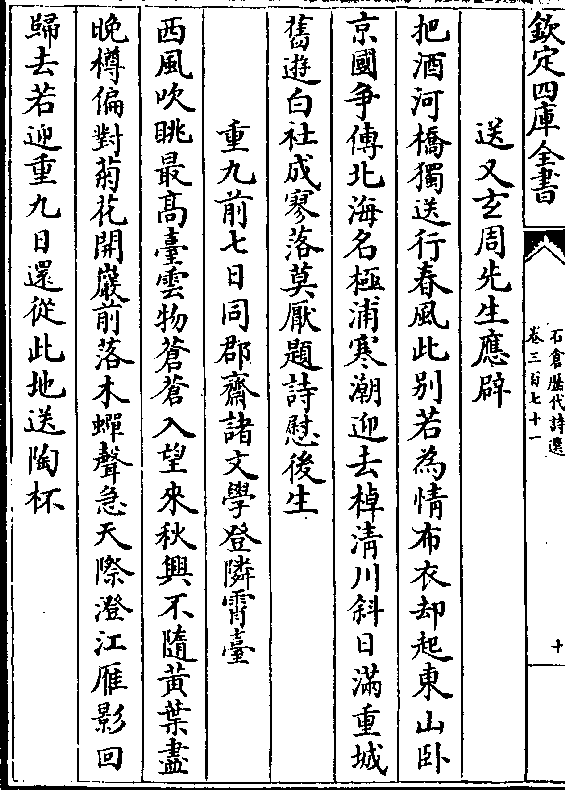 欽定四庫全書
石倉歷代詩選
卷三百七十一
十
送又玄周先生應辟
把酒河橋獨送行春風此別若為情布衣却起東山卧
京國争傳北海名極浦寒潮迎去棹清川斜日滿重城
舊遊白社成寥落莫厭題詩慰後生
重九前七日同郡齋諸文學登隣霄臺
西風吹眺最高臺雲物蒼蒼入望來秋興不隨黃葉盡
晚樽偏對菊花開巖前落木蟬聲急天際澄江雁影回
歸去若迎重九日還從此地送陶杯